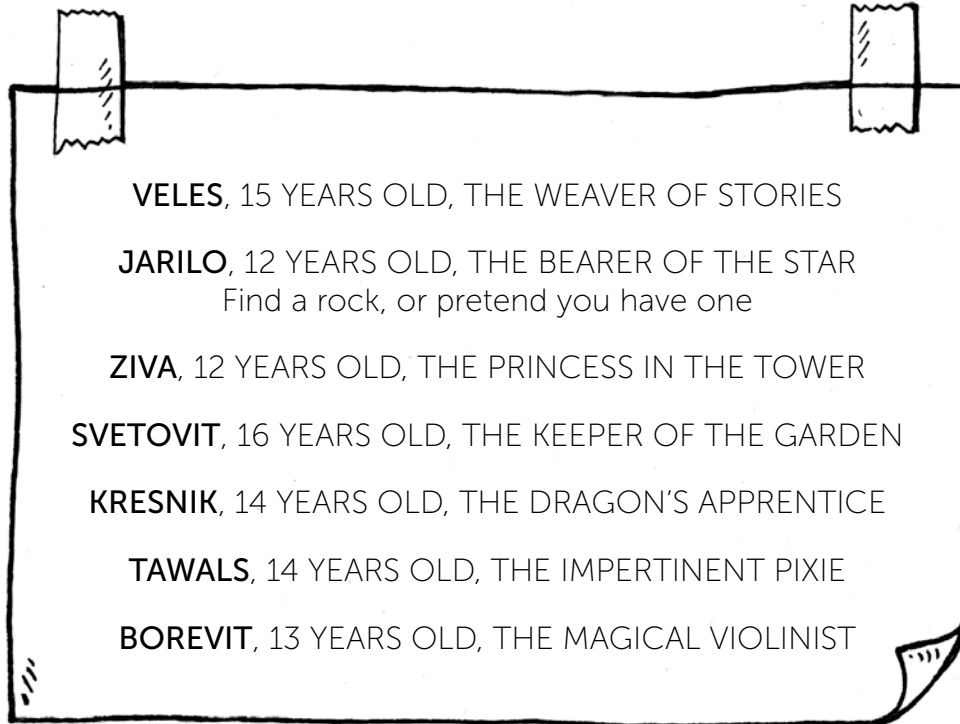 VELES, 15 YEARS OLD, THE WEAVER OF STORIES
JARILO, 12 YEARS OLD, THE BEARER OF THE STAR
Find a rock, or pretend you have one
ZIVA, 12 YEARS OLD, THE PRINCESS IN THE TOWER
SVETOVIT, 16 YEARS OLD, THE KEEPER OF THE GARDEN
KRESNIK, 14 YEARS OLD, THE DRAGON'S APPRENTICE
TAWALS, 14 YEARS OLD, THE IMPERTINENT PIXIE
BOREVIT, 13 YEARS OLD, THE MAGICAL VIOLINIST